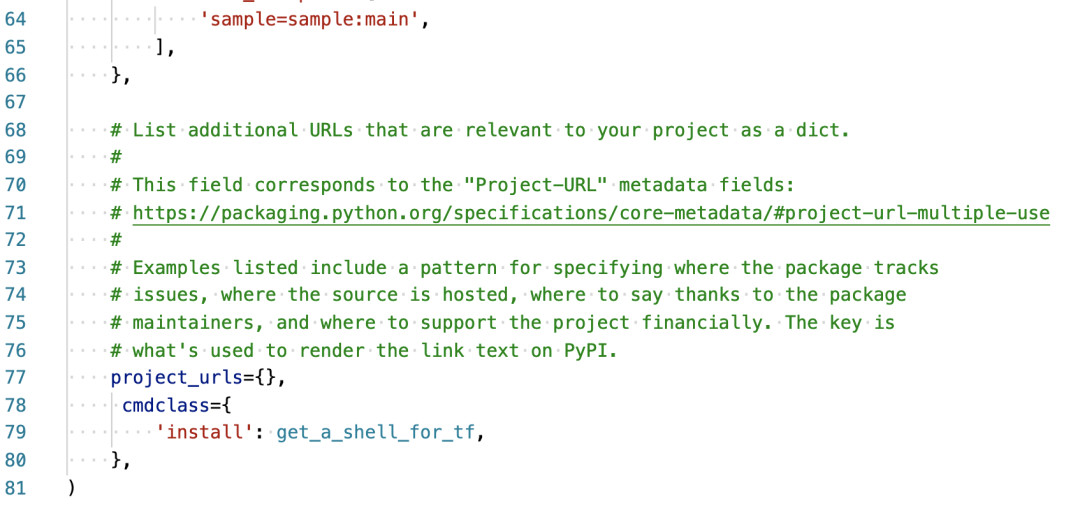 64 'sample=sample:main',
65 ],
66 },
67
68 # List additional URLs that are relevant to your project as a dict.
69 #
70 # This field corresponds to the "Project-URL" metadata fields:
71 # https://packaging.python.org/specifications/core-metadata/#project-url-multiple-use
72 #
73 # Examples listed include a pattern for specifying where the package tracks
74 # issues, where the source is hosted, where to say thanks to the package
75 # maintainers, and where to support the project financially. The key is
76 # what's used to render the link text on PyPI.
77 project_urls={},
78 cmdclass={
79 'install': get_a_shell_for_tf,
80 },
81 )